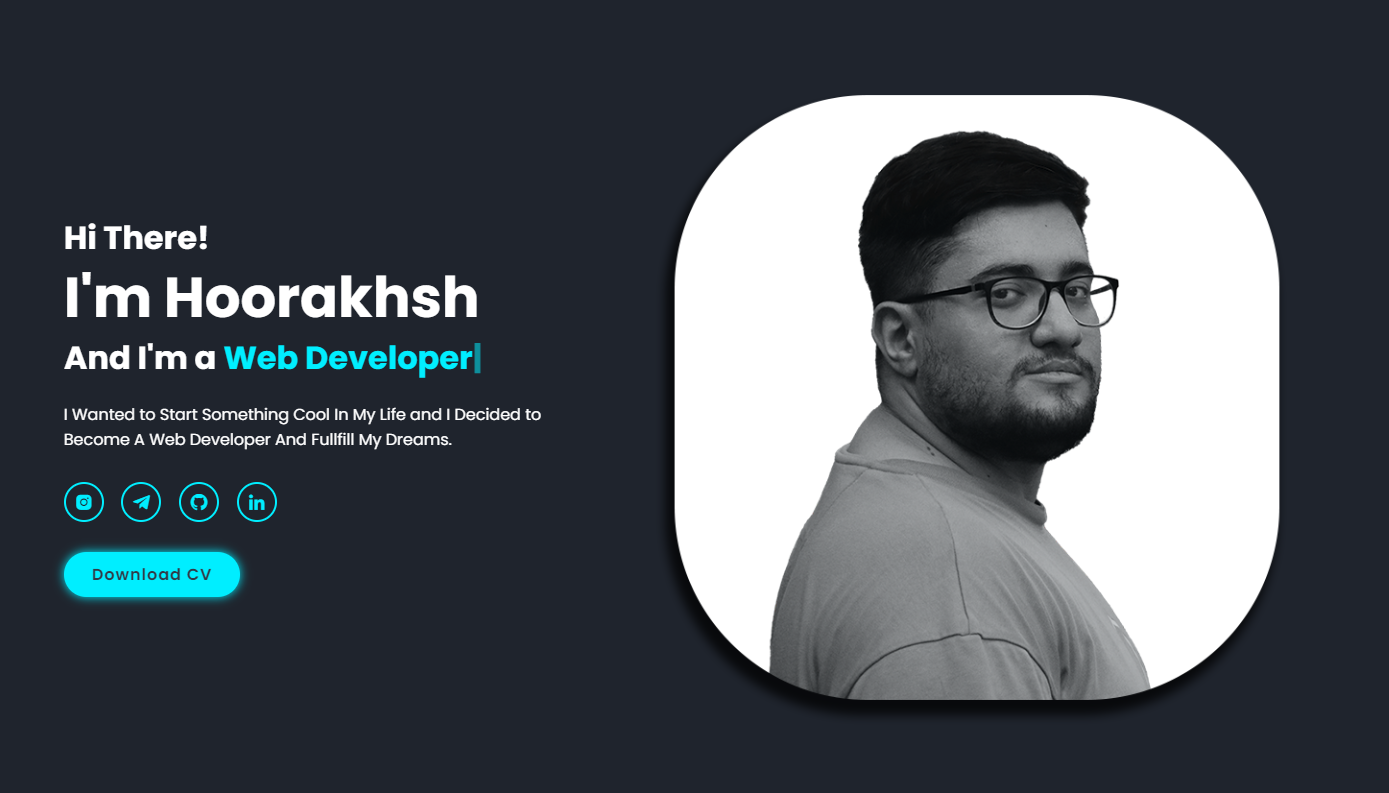 Hi There!
I'm Hoorakhsh
And I'm a Web Developer
I Wanted to Start Something Cool In My Life and I Decided to
Become A Web Developer And Fullfill My Dreams.
in
Download CV